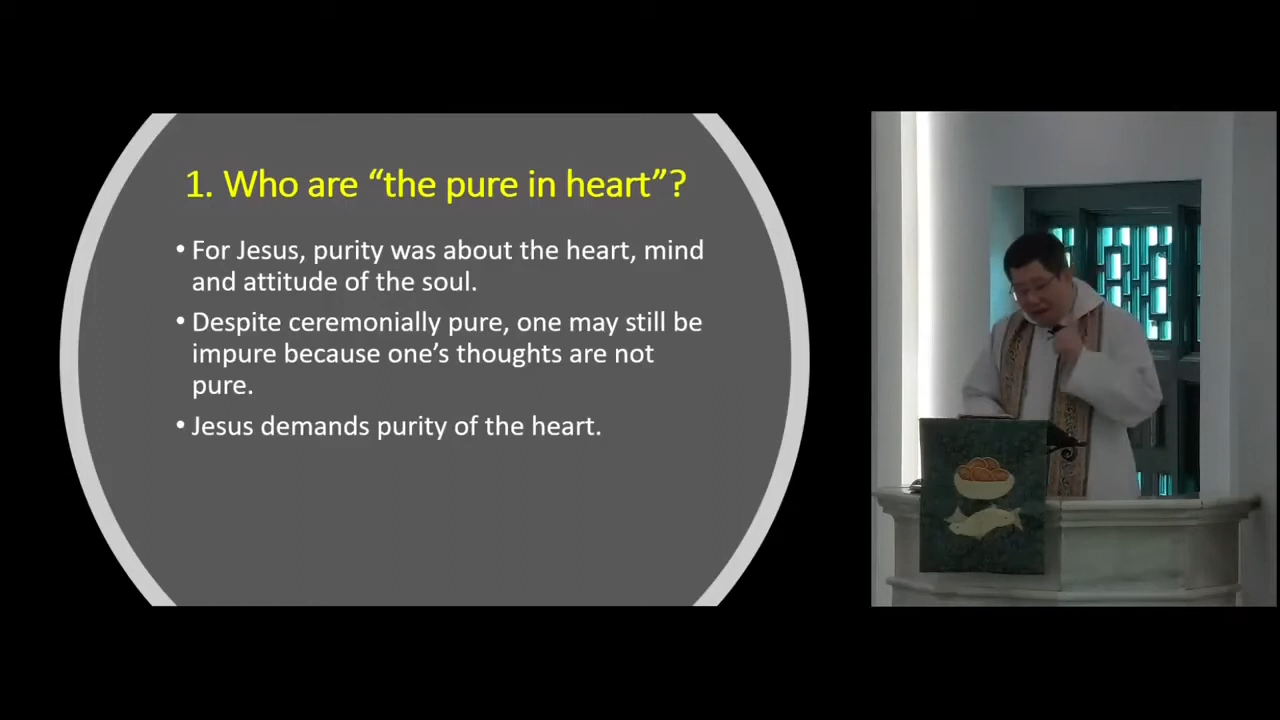 1. Who are “the pure in heart”?
• For Jesus, purity was about the heart, mind
and attitude of the soul.
• Despite ceremonially pure, one may still be
impure because one’s thoughts are not
pure.
• Jesus demands purity of the heart.